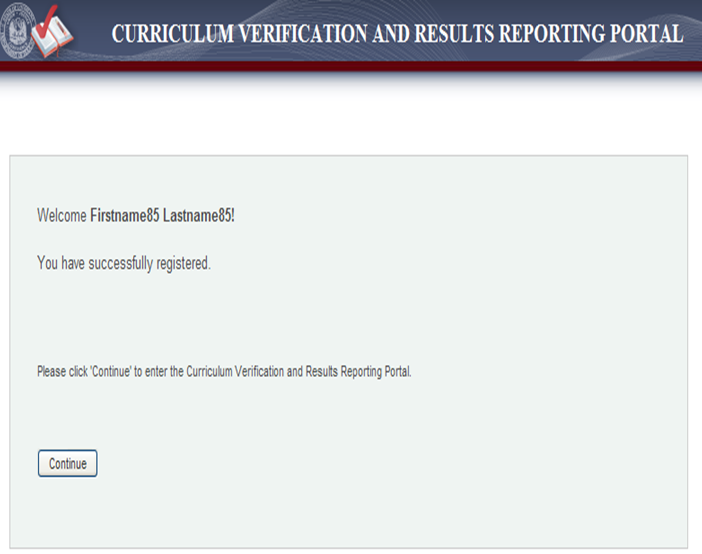 CURRICULUM VERIFICATION AND RESULTS REPORTING PORTAL
Welcome Firstname85 Lastname85!
You have successfully registered.
Please click 'Continue' to enter the Curriculum Verification and Results Reporting Portal.
Continue